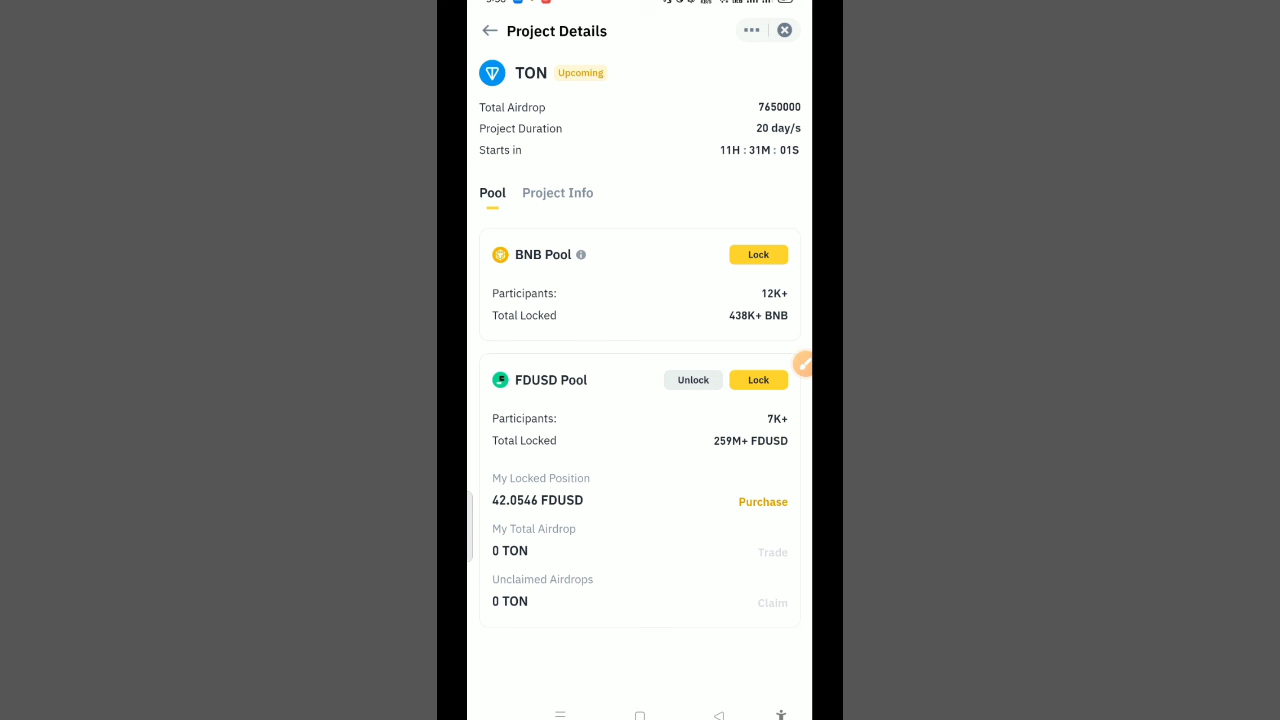 Project Details
TON Upcoming
Total Airdrop 7650000
Project Duration 20 day/s
Starts in 11H : 31M : 01S
Pool Project Info
BNB Pool Lock
Participants: 12K+
Total Locked 438K+ BNB
FDUSD Pool Unlock Lock
Participants: 7K+
Total Locked 259M+ FDUSD
My Locked Position
42.0546 FDUSD Purchase
My Total Airdrop
0 TON Trade
Unclaimed Airdrops
0 TON Claim